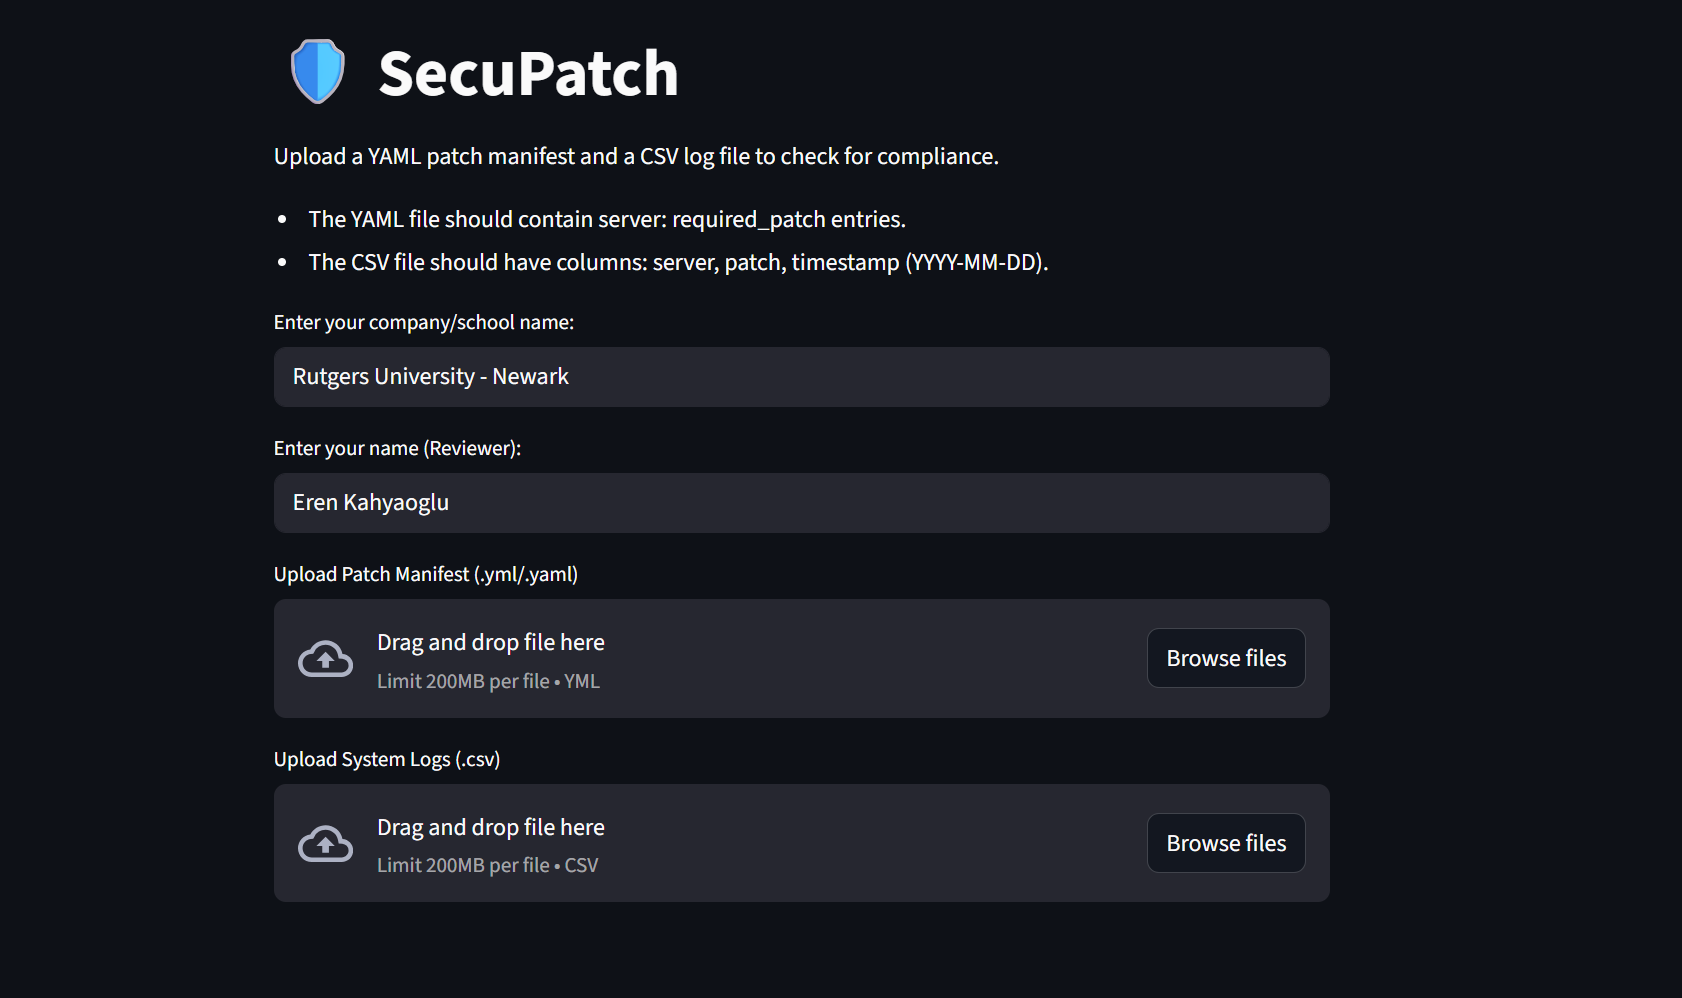 SecuPatch
Upload a YAML patch manifest and a CSV log file to check for compliance.
• The YAML file should contain server: required_patch entries.
• The CSV file should have columns: server, patch, timestamp (YYYY-MM-DD).
Enter your company/school name:
Rutgers University - Newark
Enter your name (Reviewer):
Eren Kahyaoglu
Upload Patch Manifest (.yml/.yaml)
Drag and drop file here
Limit 200MB per file • YML
Browse files
Upload System Logs (.csv)
Drag and drop file here
Limit 200MB per file • CSV
Browse files